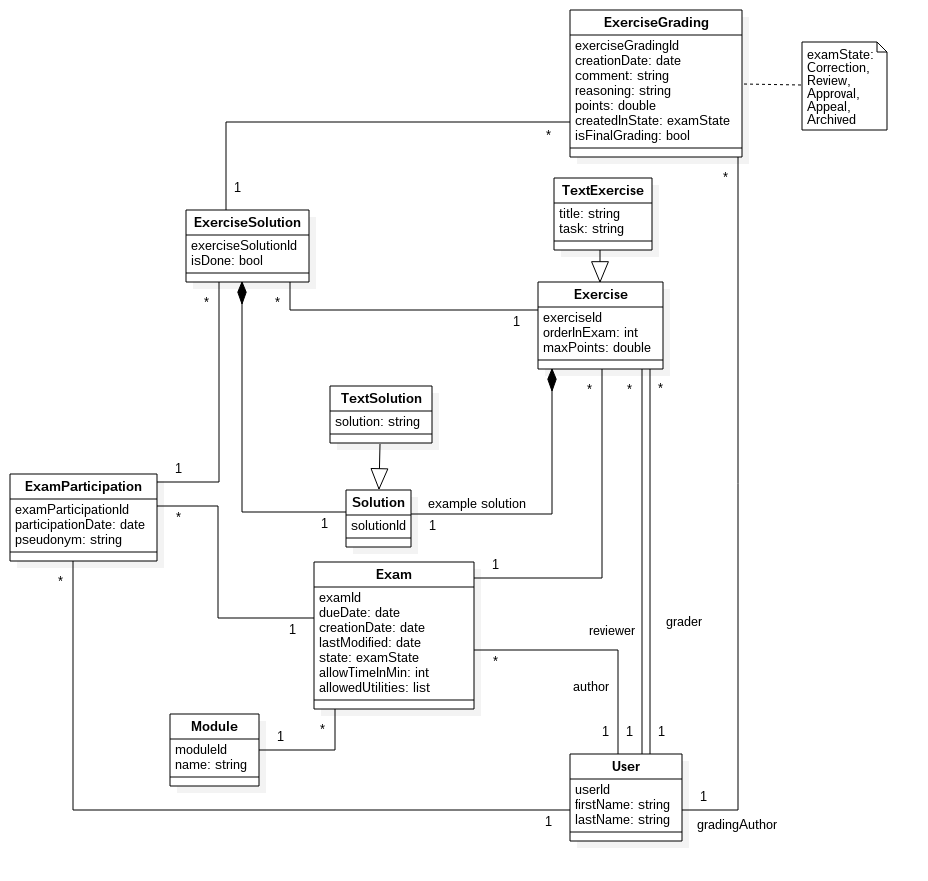 ExerciseGrading
exerciseGradingId
creationDate: date
comment: string
reasoning: string
points: double
createdInState: examState
isFinalGrading: bool
examState:
Correction,
Review,
Approval,
Appeal,
Archived
*
*
1
TextExercise
title: string
task: string
ExerciseSolution
exerciseSolutionId
isDone: bool
*
*
1
Exercise
exerciseId
orderInExam: int
maxPoints: double
*
*
*
TextSolution
solution: string
1
ExamParticipation
examParticipationId
participationDate: date
pseudonym: string
*
*
Solution
solutionId
example solution
1
1
Exam
examId
dueDate: date
creationDate: date
lastModified: date
state: examState
allowTimeInMin: int
allowedUtilities: list
1
1
*
*
reviewer
grader
author
Module
moduleId
name: string
1
1
1
1
User
userId
firstName: string
lastName: string
1
1
gradingAuthor